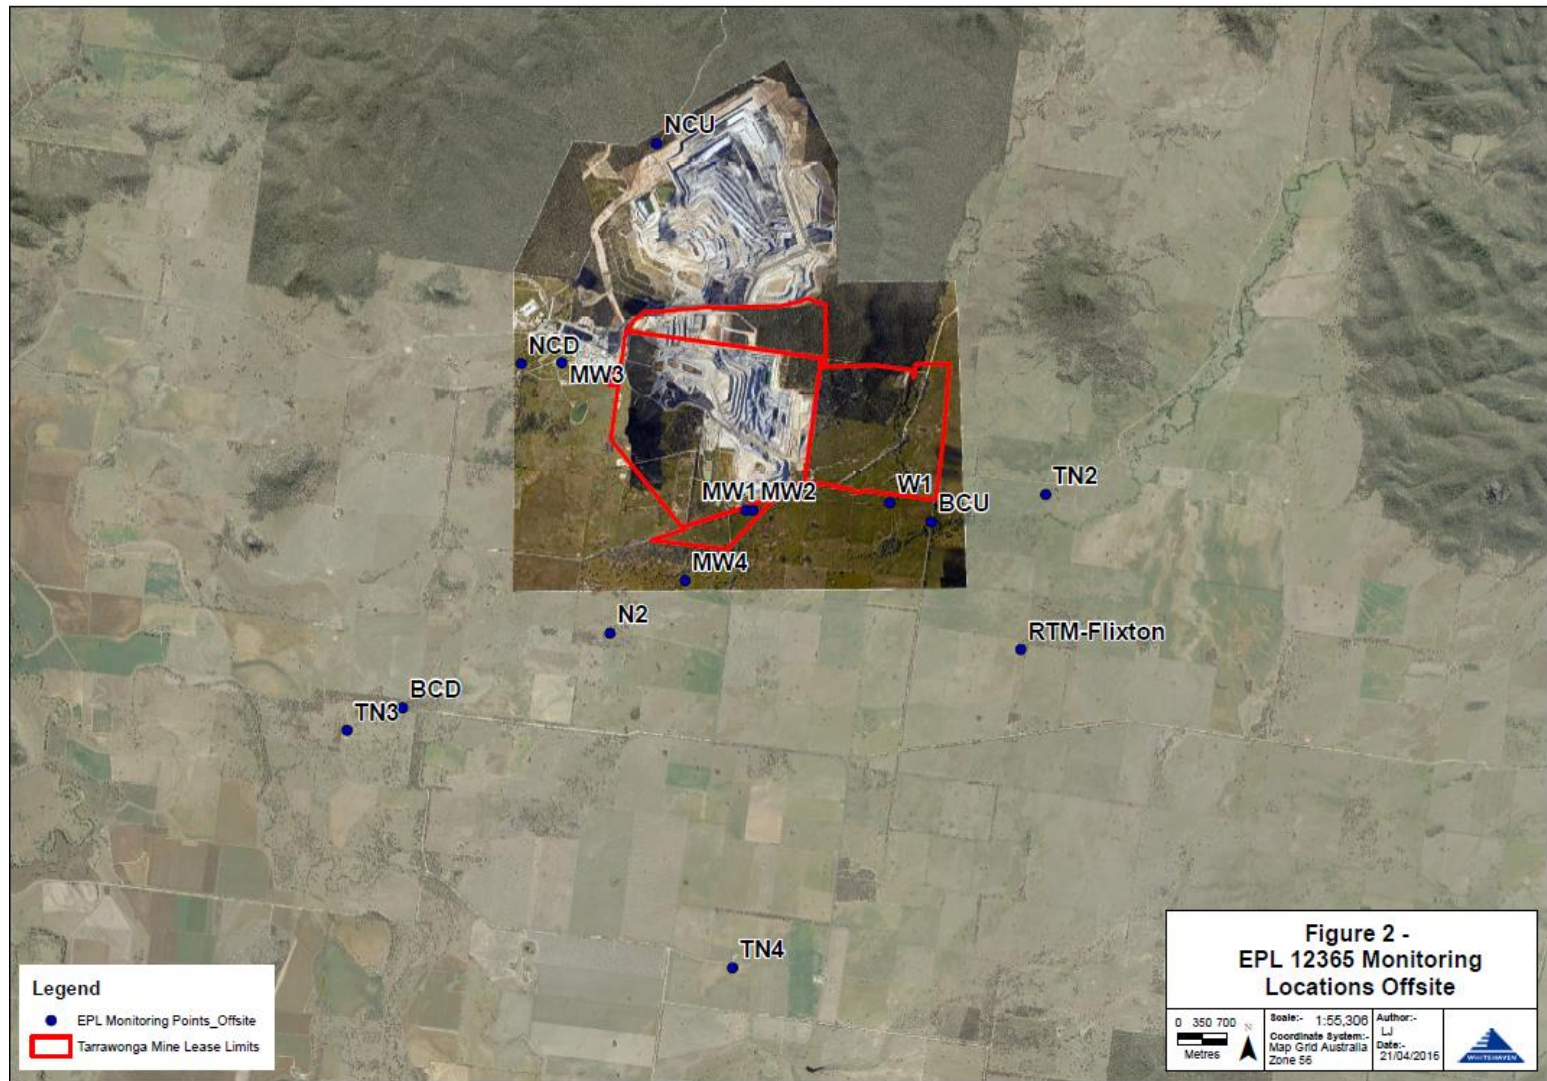 NCU
NCD
MW3
MW1 MW2
W1
BCU
TN2
MW4
N2
RTM-Flixton
BCD
TN3
TN4
Legend
EPL Monitoring Points_Offsite
Tarrawonga Mine Lease Limits
Figure 2 -
EPL 12365 Monitoring
Locations Offsite
0 350 700
Metres
N
Scale:- 1:55,306
Coordinate System:-
Map Grid Australia
Zone 56
Author:-
LJ
Date:-
21/04/2016
WHITEHAVEN